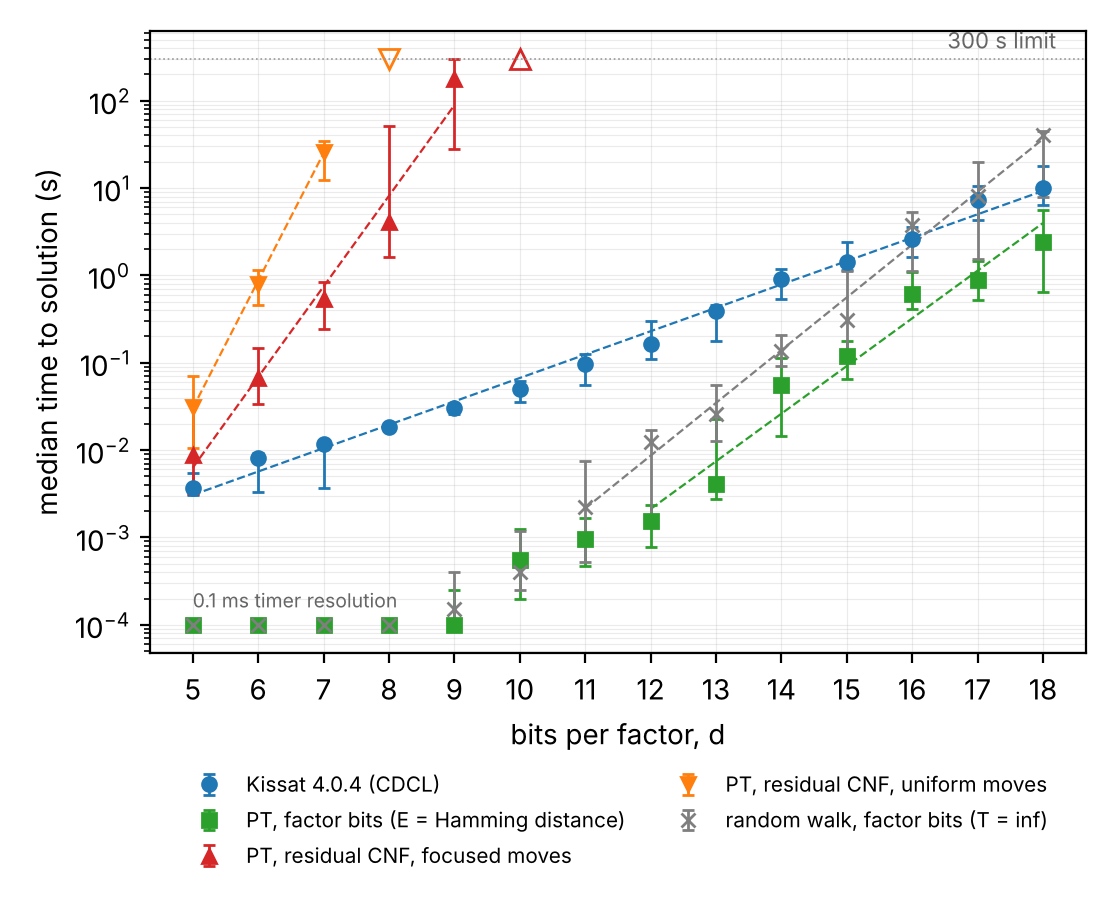 300 s limit
10²
10¹
10⁰
10⁻¹
10⁻²
10⁻³
10⁻⁴
median time to solution (s)
0.1 ms timer resolution
5 6 7 8 9 10 11 12 13 14 15 16 17 18
bits per factor, d
Kissat 4.0.4 (CDCL)
PT, factor bits (E = Hamming distance)
PT, residual CNF, focused moves
PT, residual CNF, uniform moves
random walk, factor bits (T = inf)